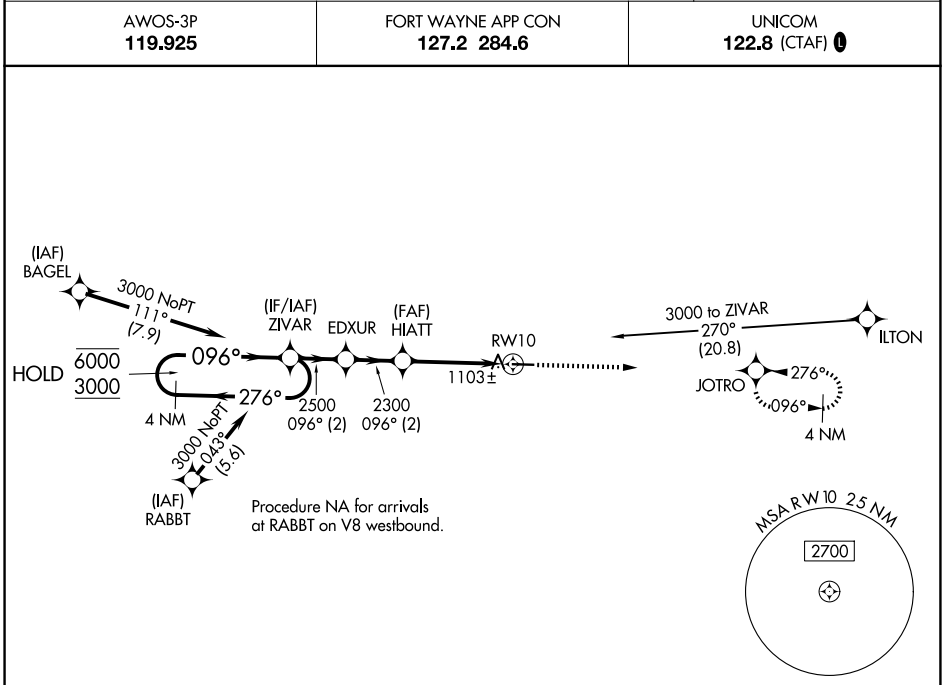 AWOS-3P
119.925
FORT WAYNE APP CON
127.2 284.6
UNICOM
122.8 (CTAF) L
(IAF)
BAGEL
3000 NoPT
111°
(7.9)
(IF/IAF)
ZIVAR
EDXUR
(FAF)
HIATT
RW10
1103±
3000 to ZIVAR
270°
(20.8)
ILTON
HOLD
6000
3000
096°
276°
4 NM
2500
096° (2)
2300
096° (2)
JOTRO
276°
096°
4 NM
3000 NoPT
043°
(5.6)
(IAF)
RABBT
Procedure NA for arrivals
at RABBT on V8 westbound.
MSA RW10 25 NM
2700